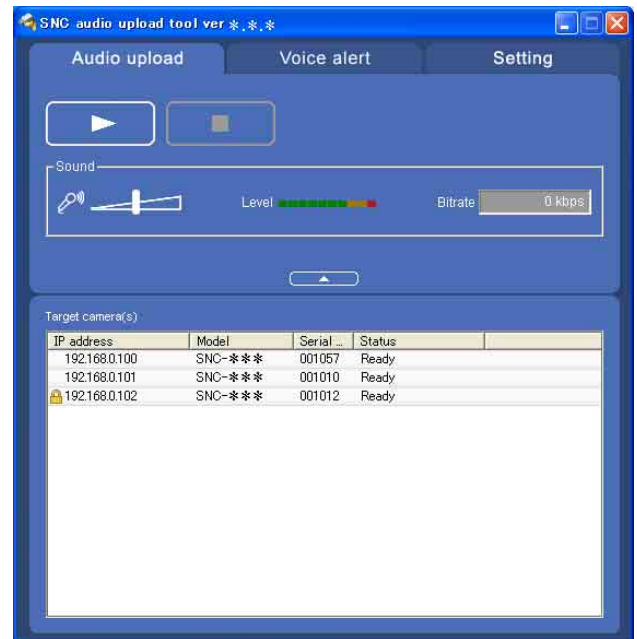 SNC audio upload tool ver *.*.*
Audio upload Voice alert Setting
Sound
Level Bitrate 0 kbps
Target camera(s)
IP address Model Serial ... Status
192.168.0.100 SNC-*** 001057 Ready
192.168.0.101 SNC-*** 001010 Ready
192.168.0.102 SNC-*** 001012 Ready